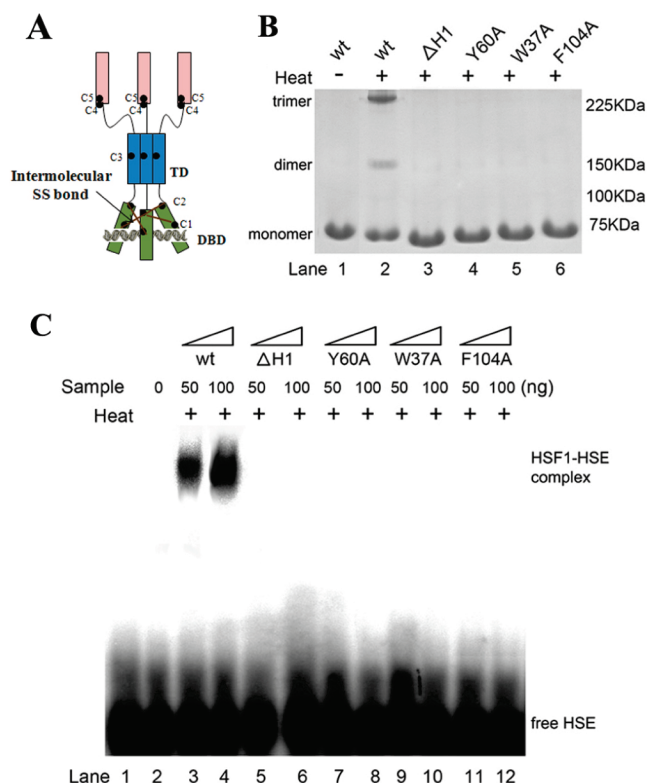 A
C5 C5 C5
C4 C4 C4
C3
TD
Intermolecular
SS bond
C2
C1
DBD
B
wt wt ΔH1 Y60A W37A F104A
Heat - + + + + +
trimer 225KDa
dimer 150KDa
100KDa
monomer 75KDa
Lane 1 2 3 4 5 6
C
wt ΔH1 Y60A W37A F104A
Sample 0 50 100 50 100 50 100 50 100 50 100 (ng)
Heat + + + + + + + + + +
HSF1-HSE
complex
free HSE
Lane 1 2 3 4 5 6 7 8 9 10 11 12